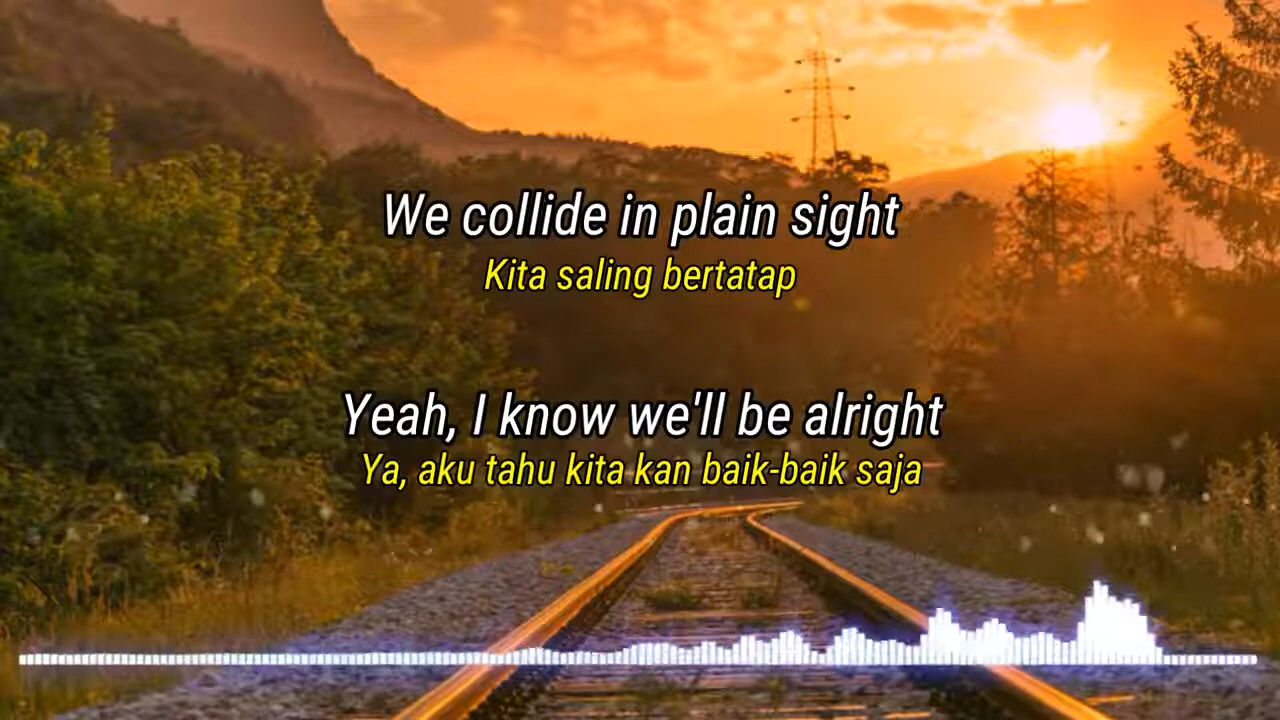 We collide in plain sight
Kita saling bertatap
Yeah, I know we'll be alright
Ya, aku tahu kita kan baik-baik saja